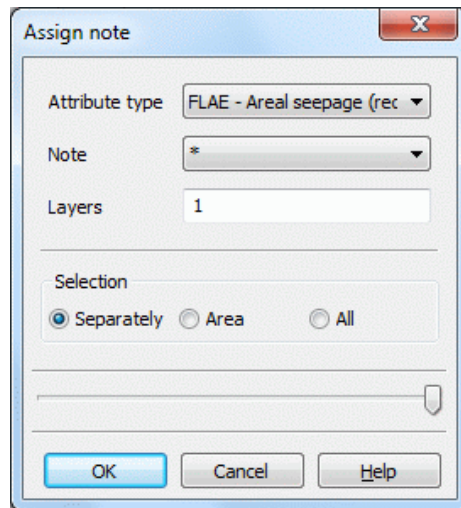 Assign note
Attribute type FLAE - Areal seepage (rec
Note *
Layers 1
Selection
Separately Area All
OK Cancel Help